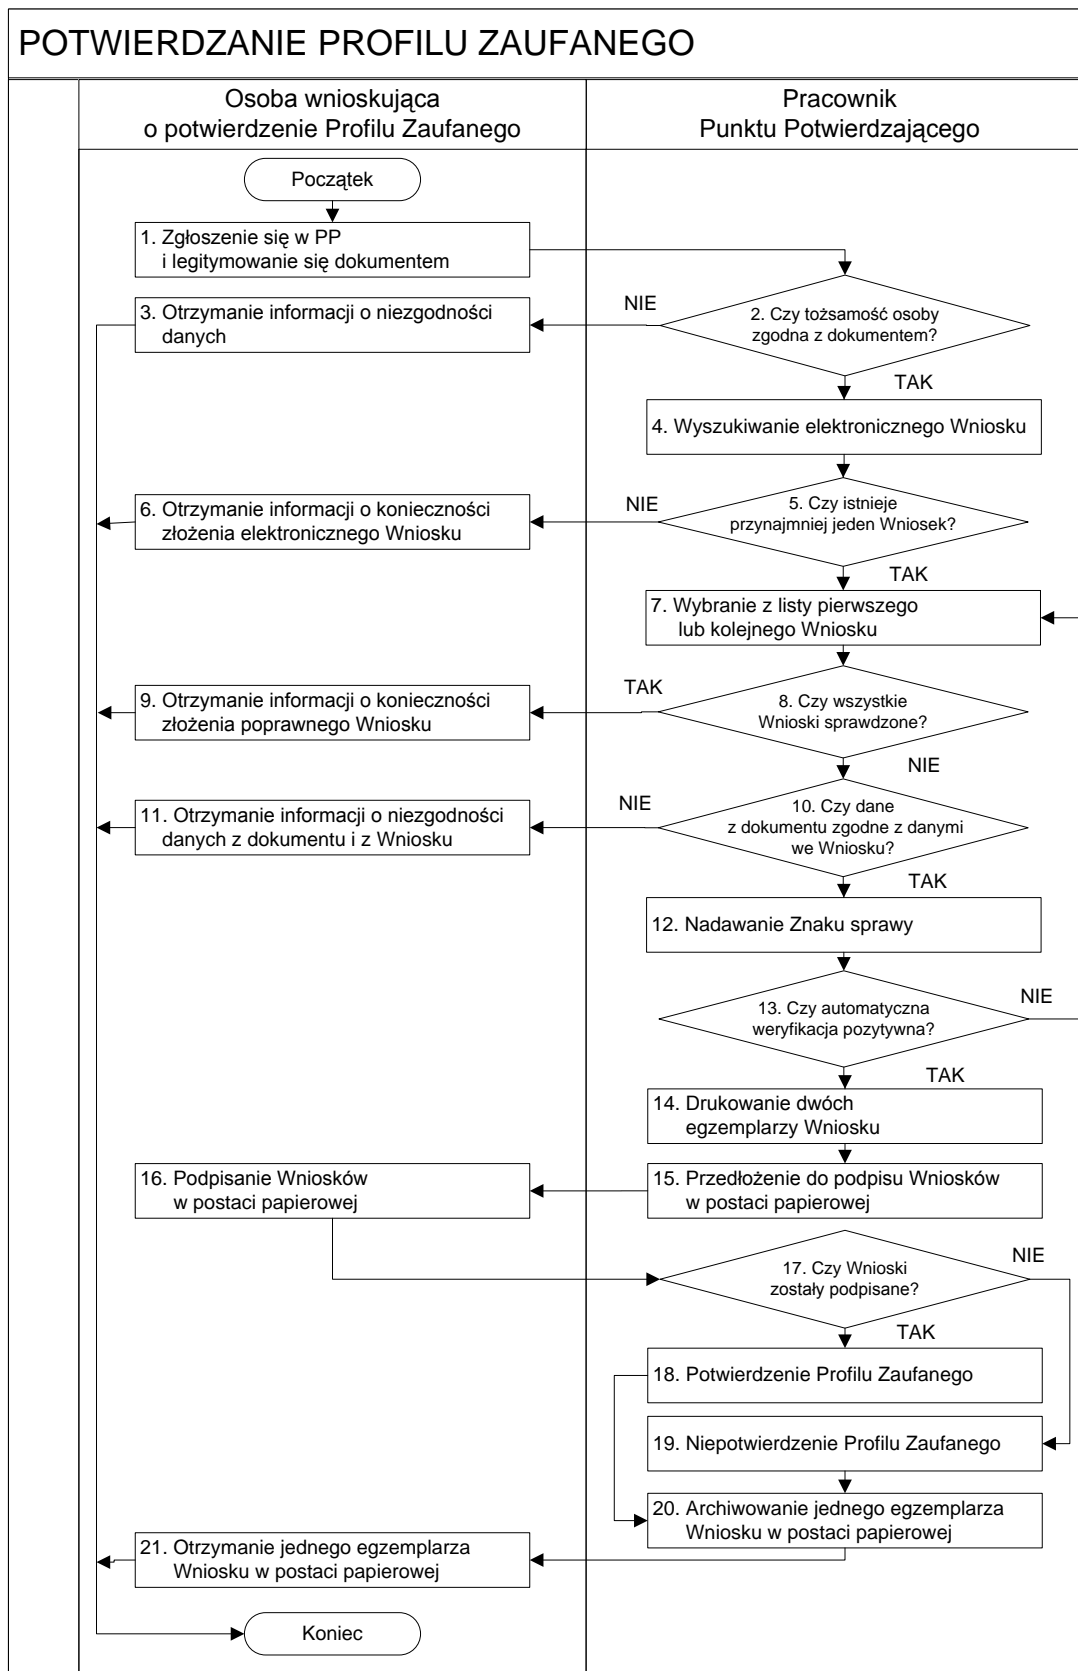 POTWIERDZANIE PROFILU ZAUFANEGO
Osoba wnioskująca
o potwierdzenie Profilu Zaufanego
Pracownik
Punktu Potwierdzającego
Początek
1. Zgłoszenie się w PP
i legitymowanie się dokumentem
2. Czy tożsamość osoby
zgodna z dokumentem?
NIE
3. Otrzymanie informacji o niezgodności
danych
TAK
4. Wyszukiwanie elektronicznego Wniosku
5. Czy istnieje
przynajmniej jeden Wniosek?
NIE
6. Otrzymanie informacji o konieczności
złożenia elektronicznego Wniosku
TAK
7. Wybranie z listy pierwszego
lub kolejnego Wniosku
8. Czy wszystkie
Wnioski sprawdzone?
TAK
9. Otrzymanie informacji o konieczności
złożenia poprawnego Wniosku
NIE
10. Czy dane
z dokumentu zgodne z danymi
we Wniosku?
NIE
11. Otrzymanie informacji o niezgodności
danych z dokumentu i z Wniosku
TAK
12. Nadawanie Znaku sprawy
13. Czy automatyczna
weryfikacja pozytywna?
NIE
TAK
14. Drukowanie dwóch
egzemplarzy Wniosku
15. Przedłożenie do podpisu Wniosków
w postaci papierowej
16. Podpisanie Wniosków
w postaci papierowej
17. Czy Wnioski
zostały podpisane?
NIE
TAK
18. Potwierdzenie Profilu Zaufanego
19. Niepotwierdzenie Profilu Zaufanego
20. Archiwowanie jednego egzemplarza
Wniosku w postaci papierowej
21. Otrzymanie jednego egzemplarza
Wniosku w postaci papierowej
Koniec